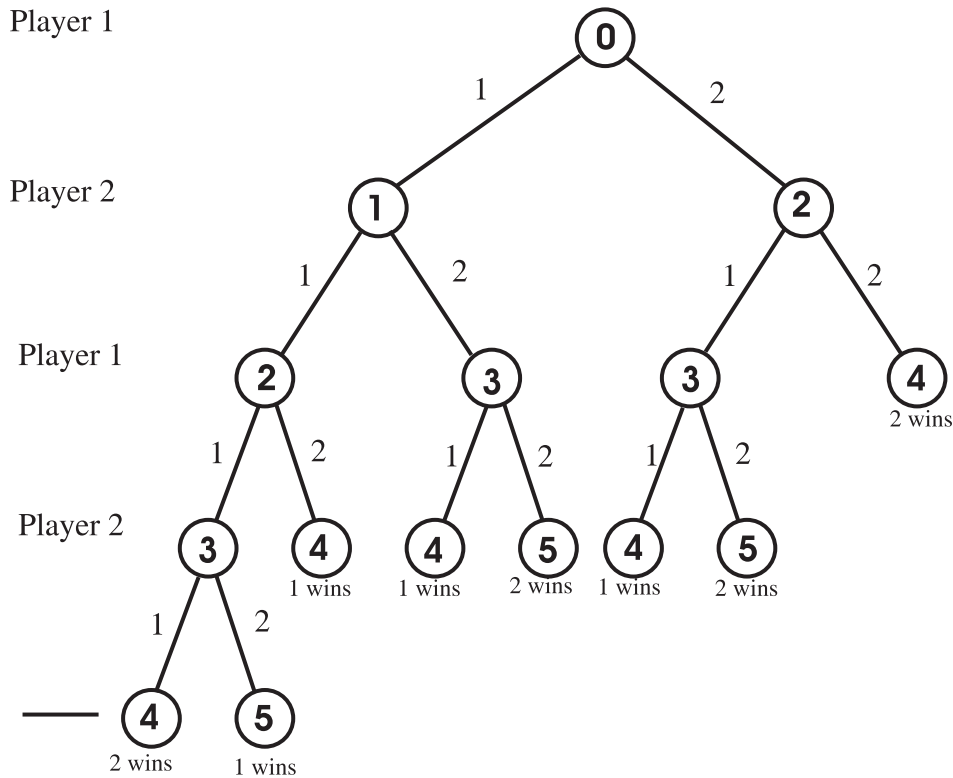 Player 1
0
1 2
Player 2
1 2
1 2 1 2
Player 1
2 3 3 4
2 wins
1 2 1 2 1 2
Player 2
3 4 4 5 4 5
1 wins 1 wins 2 wins 1 wins 2 wins
1 2
4 5
2 wins 1 wins